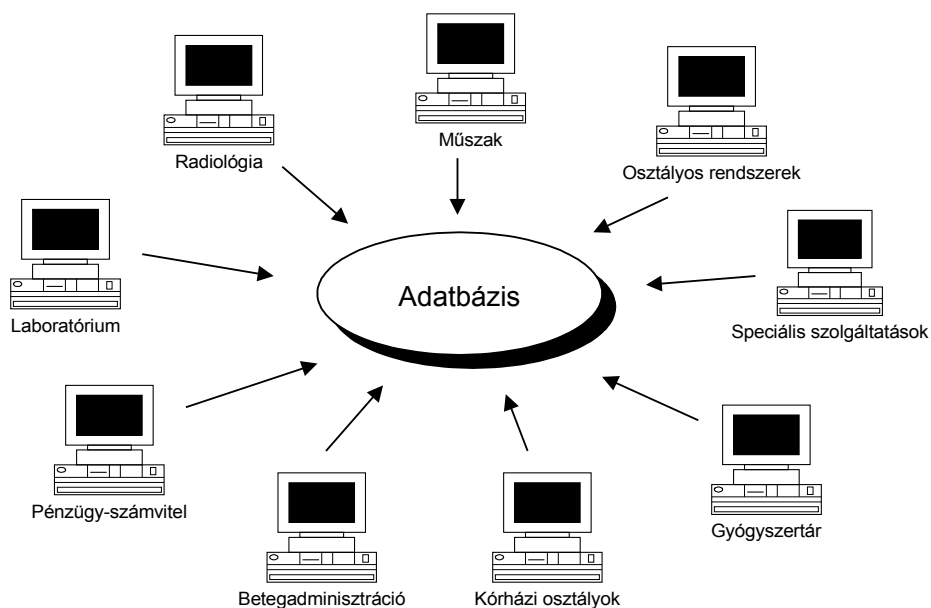 Műszak
Radiológia
Osztályos rendszerek
Adatbázis
Laboratórium
Speciális szolgáltatások
Pénzügy-számvitel
Gyógyszertár
Betegadminisztráció
Kórházi osztályok